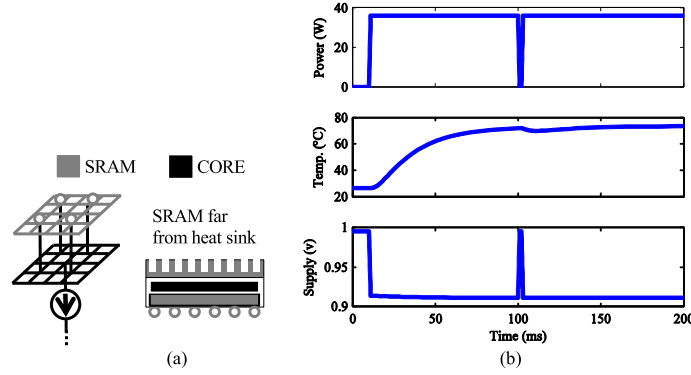 SRAM
CORE
SRAM far
from heat sink
(a)
40
20
0
Power (W)
80
60
40
20
Temp. (ºC)
1
0.95
0.9
Supply (v)
0
50
100
150
200
Time (ms)
(b)